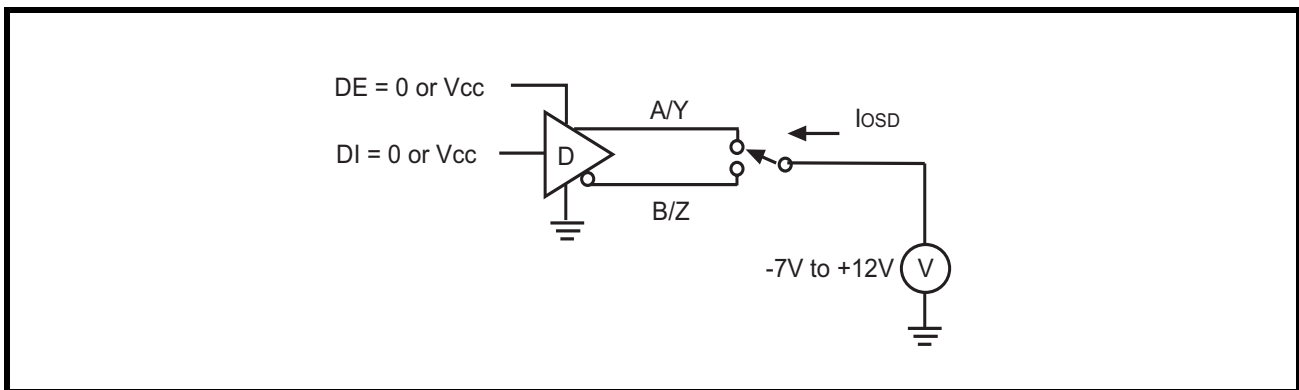 DE = 0 or Vcc
A/Y
IOSD
DI = 0 or Vcc
D
B/Z
-7V to +12V
V